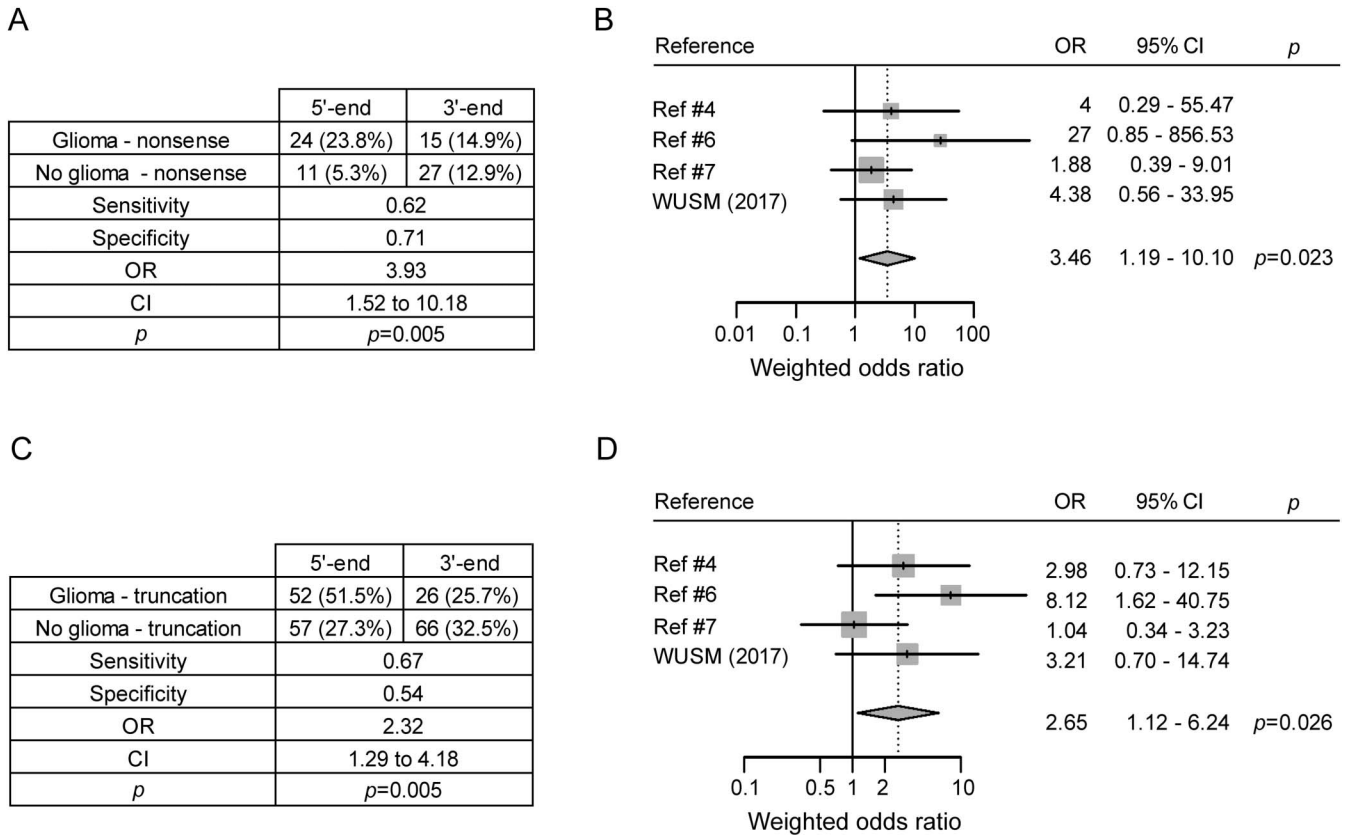 A
5'-end 3'-end
Glioma - nonsense 24 (23.8%) 15 (14.9%)
No glioma - nonsense 11 (5.3%) 27 (12.9%)
Sensitivity 0.62
Specificity 0.71
OR 3.93
CI 1.52 to 10.18
p p=0.005
B
Reference OR 95% CI p
Ref #4 4 0.29 - 55.47
Ref #6 27 0.85 - 856.53
Ref #7 1.88 0.39 - 9.01
WUSM (2017) 4.38 0.56 - 33.95
3.46 1.19 - 10.10 p=0.023
0.01 0.1 1 10 100
Weighted odds ratio
C
5'-end 3'-end
Glioma - truncation 52 (51.5%) 26 (25.7%)
No glioma - truncation 57 (27.3%) 66 (32.5%)
Sensitivity 0.67
Specificity 0.54
OR 2.32
CI 1.29 to 4.18
p p=0.005
D
Reference OR 95% CI p
Ref #4 2.98 0.73 - 12.15
Ref #6 8.12 1.62 - 40.75
Ref #7 1.04 0.34 - 3.23
WUSM (2017) 3.21 0.70 - 14.74
2.65 1.12 - 6.24 p=0.026
0.1 0.5 1 2 10
Weighted odds ratio